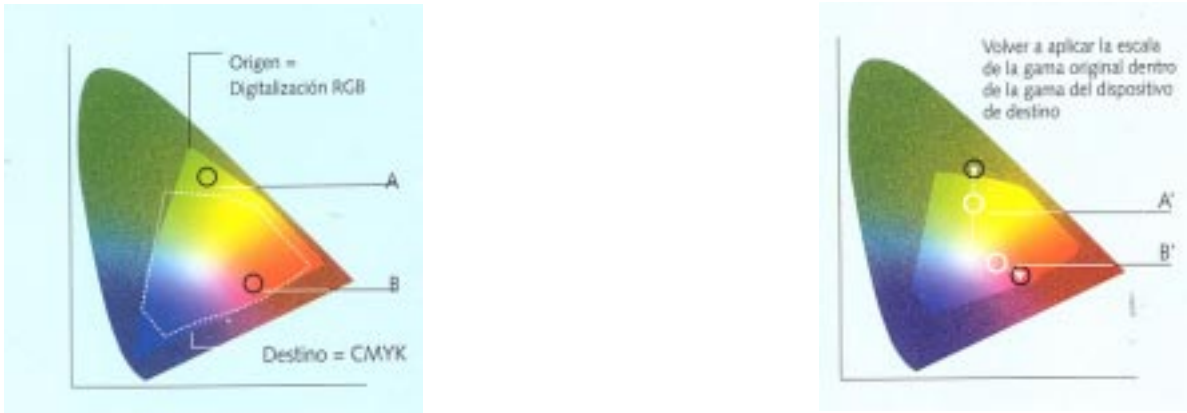 Origen =
Digitalización RGB
A
B
Destino = CMYK
Volver a aplicar la escala
de la gama original dentro
de la gama del dispositivo
de destino
A'
B'